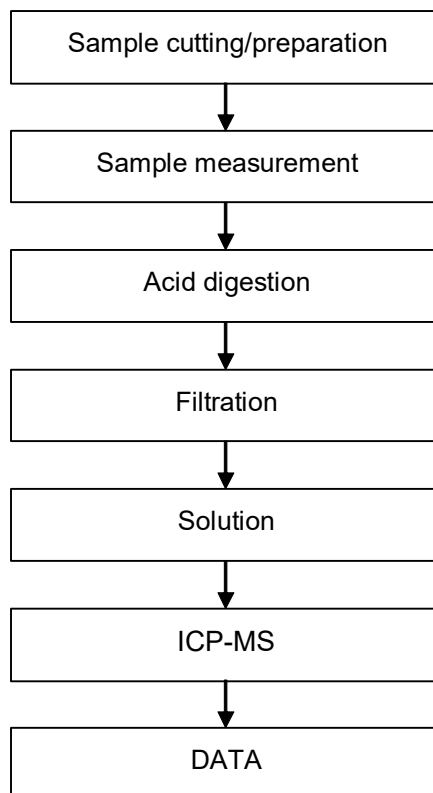 Sample cutting/preparation
Sample measurement
Acid digestion
Filtration
Solution
ICP-MS
DATA